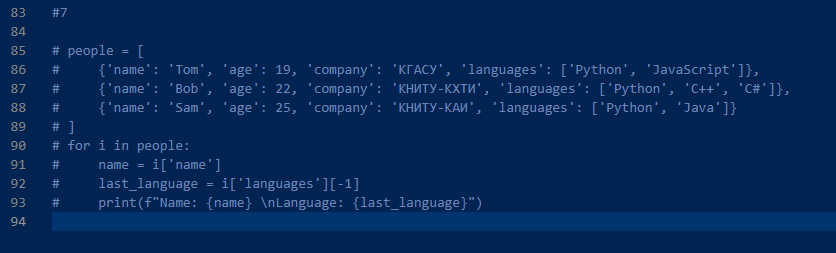 83 #7
84
85 # people = [
86 #     {'name': 'Tom', 'age': 19, 'company': 'КГАСУ', 'languages': ['Python', 'JavaScript']},
87 #     {'name': 'Bob', 'age': 22, 'company': 'КНИТУ-КХТИ', 'languages': ['Python', 'C++', 'C#']},
88 #     {'name': 'Sam', 'age': 25, 'company': 'КНИТУ-КАИ', 'languages': ['Python', 'Java']}
89 # ]
90 # for i in people:
91 #     name = i['name']
92 #     last_language = i['languages'][-1]
93 #     print(f"Name: {name} \nLanguage: {last_language}")
94